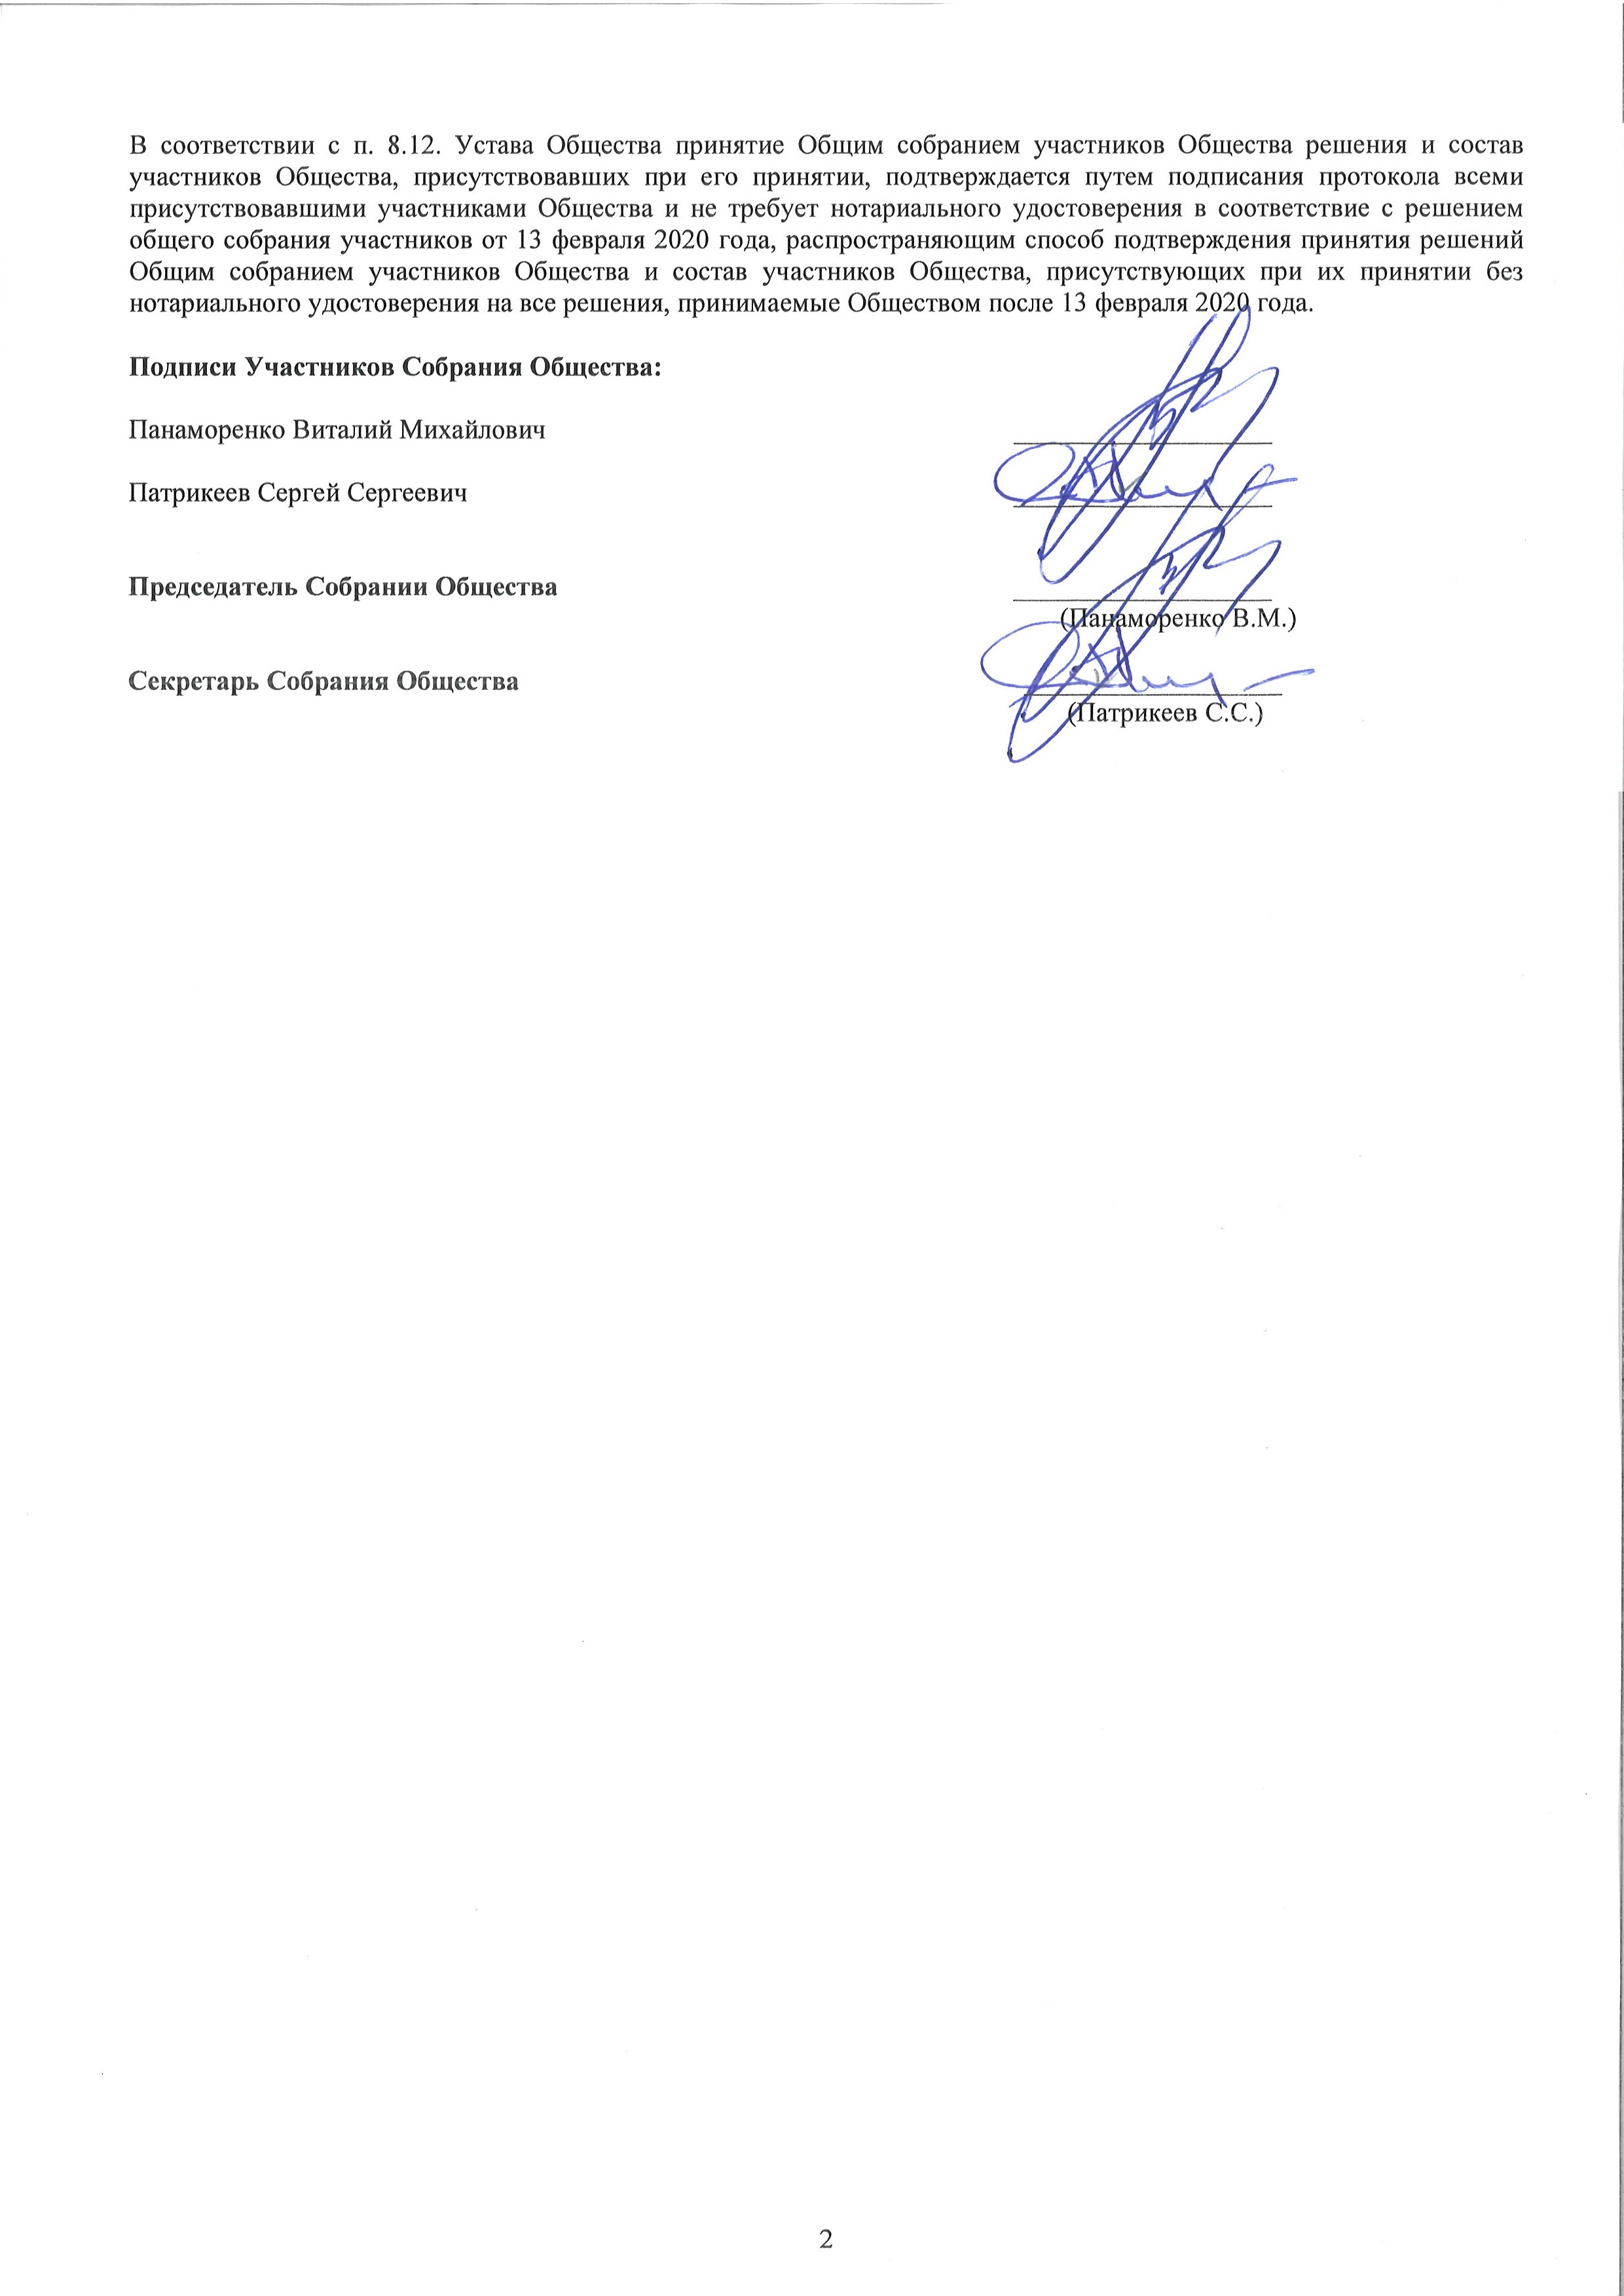 В соответствии с п. 8.12. Устава Общества принятие Общим собранием участников Общества решения и состав
участников Общества, присутствовавших при его принятии, подтверждается путем подписания протокола всеми
присутствовавшими участниками Общества и не требует нотариального удостоверения в соответствие с решением
общего собрания участников от 13 февраля 2020 года, распространяющим способ подтверждения принятия решений
Общим собранием участников Общества и состав участников Общества, присутствующих при их принятии без
нотариального удостоверения на все решения, принимаемые Обществом после 13 февраля 2020 года.
Подписи Участников Собрания Общества:
Панаморенко Виталий Михайлович
Патрикеев Сергей Сергеевич
Председатель Собрании Общества
(Панаморенко В.М.)
Секретарь Собрания Общества
(Патрикеев С.С.)
2